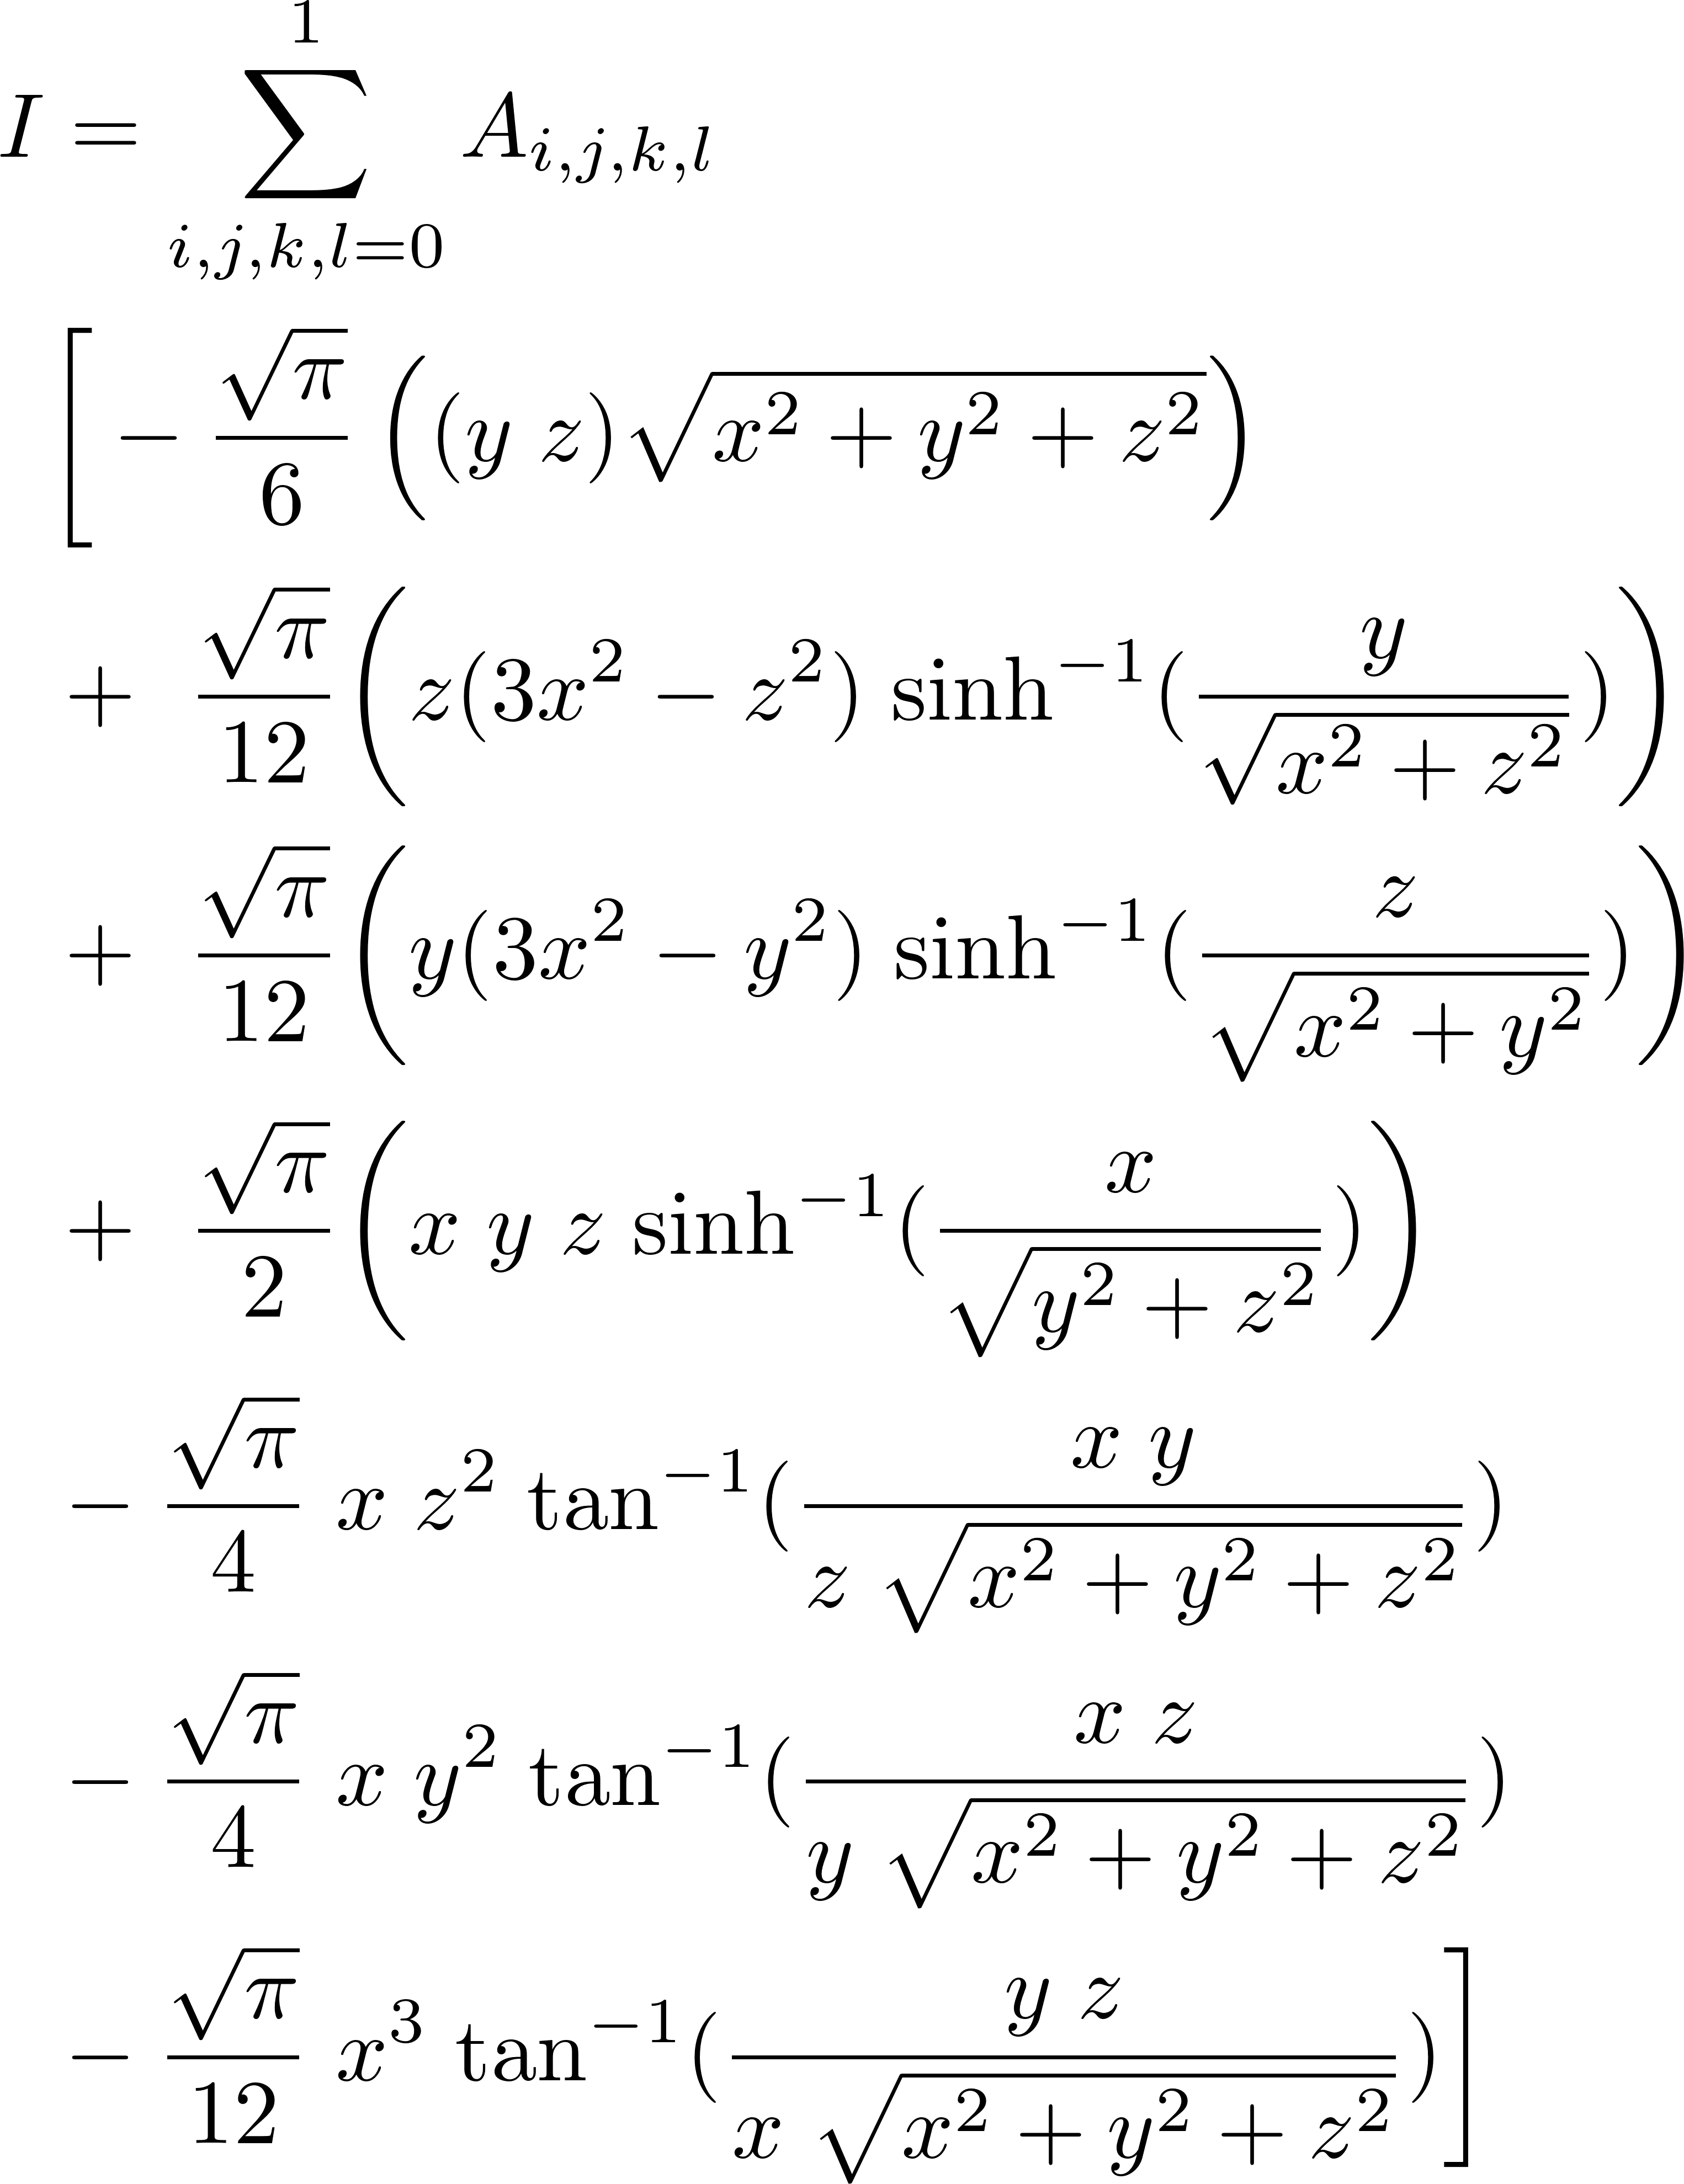 $I = \sum_{i,j,k,l=0}^{1} A_{i,j,k,l}$
$\Big[ - \frac{\sqrt{\pi}}{6} \Big( (y\ z) \sqrt{x^2 + y^2 + z^2} \Big)$
$+ \frac{\sqrt{\pi}}{12} \Big( z(3x^2 - z^2) \sinh^{-1}(\frac{y}{\sqrt{x^2 + z^2}}) \Big)$
$+ \frac{\sqrt{\pi}}{12} \Big( y(3x^2 - y^2) \sinh^{-1}(\frac{z}{\sqrt{x^2 + y^2}}) \Big)$
$+ \frac{\sqrt{\pi}}{2} \Big( x\ y\ z \sinh^{-1}(\frac{x}{\sqrt{y^2 + z^2}}) \Big)$
$- \frac{\sqrt{\pi}}{4}\ x\ z^2 \tan^{-1}(\frac{x\ y}{z\ \sqrt{x^2 + y^2 + z^2}})$
$- \frac{\sqrt{\pi}}{4}\ x\ y^2 \tan^{-1}(\frac{x\ z}{y\ \sqrt{x^2 + y^2 + z^2}})$
$- \frac{\sqrt{\pi}}{12}\ x^3 \tan^{-1}(\frac{y\ z}{x\ \sqrt{x^2 + y^2 + z^2}}) \Big]$